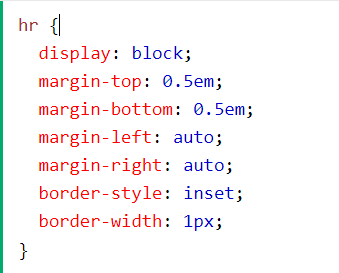 hr {
  display: block;
  margin-top: 0.5em;
  margin-bottom: 0.5em;
  margin-left: auto;
  margin-right: auto;
  border-style: inset;
  border-width: 1px;
}